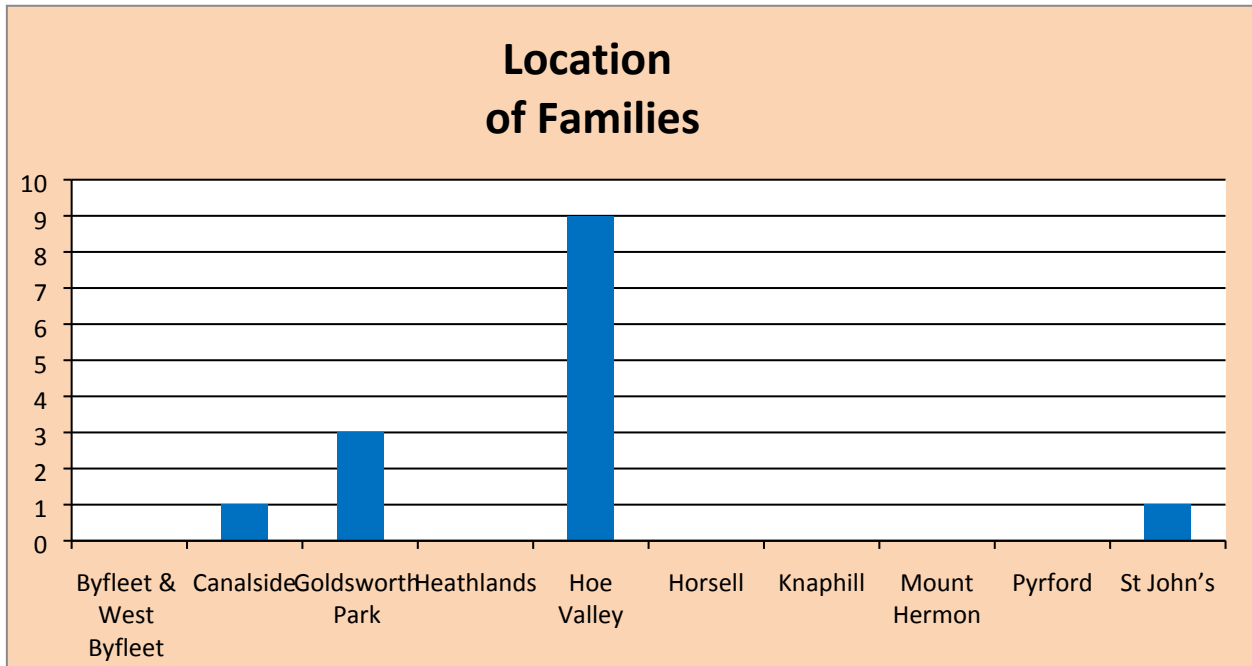 Location
of Families
10
9
8
7
6
5
4
3
2
1
0
Byfleet &
West
Byfleet
Canalside
Goldsworth
Park
Heathlands
Hoe
Valley
Horsell
Knaphill
Mount
Hermon
Pyrford
St John’s